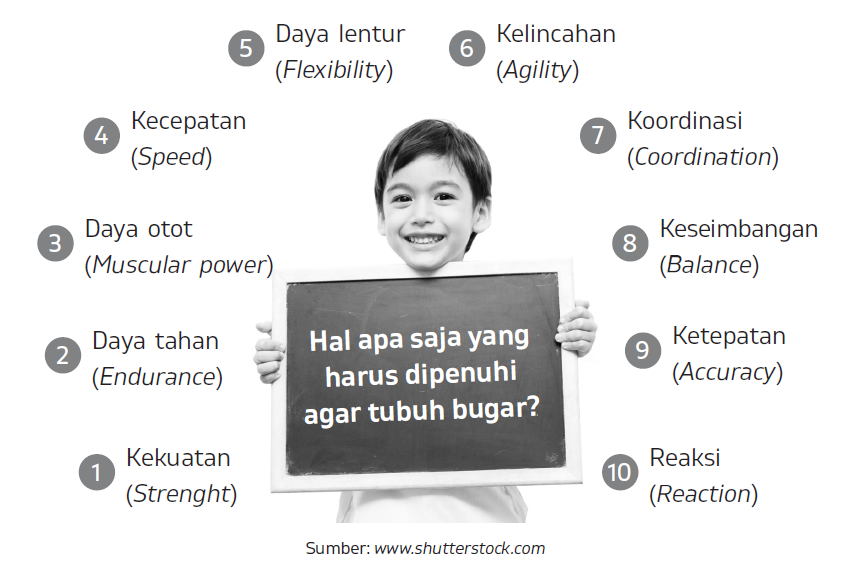 5 Daya lentur
(Flexibility)
6 Kelincahan
(Agility)
4 Kecepatan
(Speed)
7 Koordinasi
(Coordination)
3 Daya otot
(Muscular power)
8 Keseimbangan
(Balance)
2 Daya tahan
(Endurance)
9 Ketepatan
(Accuracy)
1 Kekuatan
(Strenght)
10 Reaksi
(Reaction)
Hal apa saja yang
harus dipenuhi
agar tubuh bugar?
Sumber: www.shutterstock.com